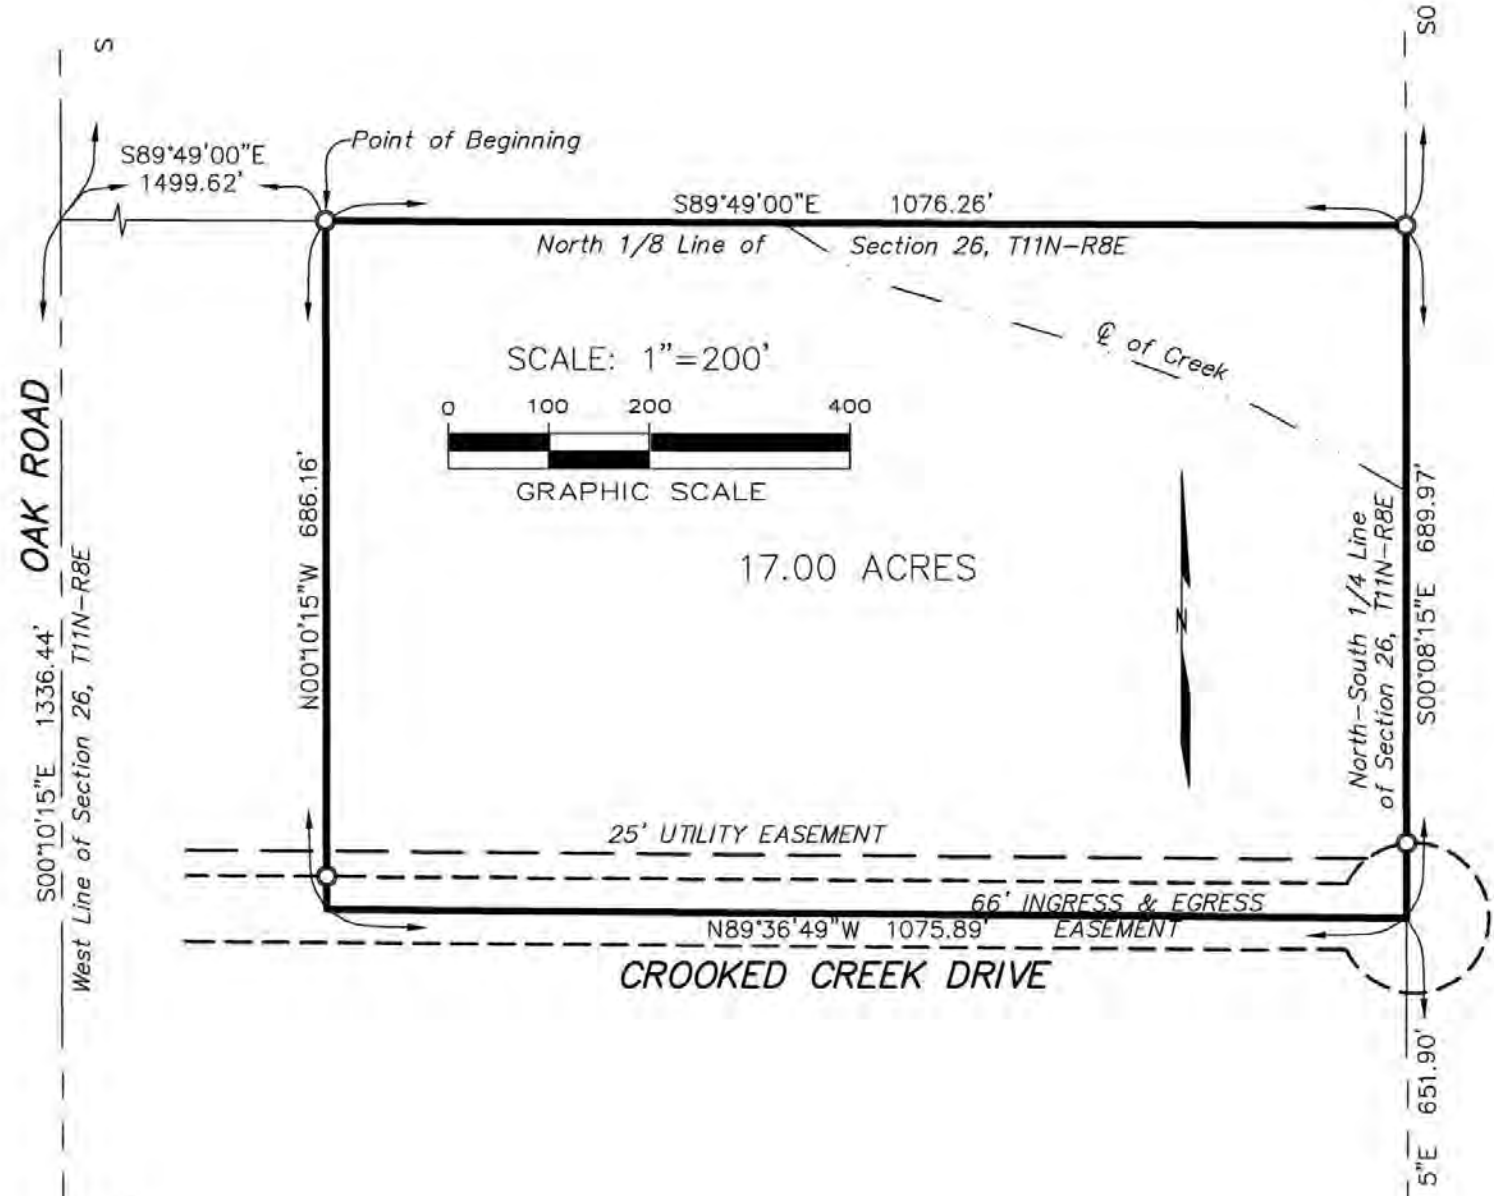 S
SO
S89°49'00"E
1499.62'
Point of Beginning
S89°49'00"E 1076.26'
North 1/8 Line of Section 26, T11N-R8E
℄ of Creek
SCALE: 1"=200'
0 100 200 400
GRAPHIC SCALE
17.00 ACRES
OAK ROAD
S00°10'15"E 1336.44'
West Line of Section 26, T11N-R8E
N00°10'15"W 686.16'
N
North-South 1/4 Line
of Section 26, T11N-R8E
S00°08'15"E 689.97'
25' UTILITY EASEMENT
66' INGRESS & EGRESS
EASEMENT
N89°36'49"W 1075.89'
CROOKED CREEK DRIVE
5"E 651.90'